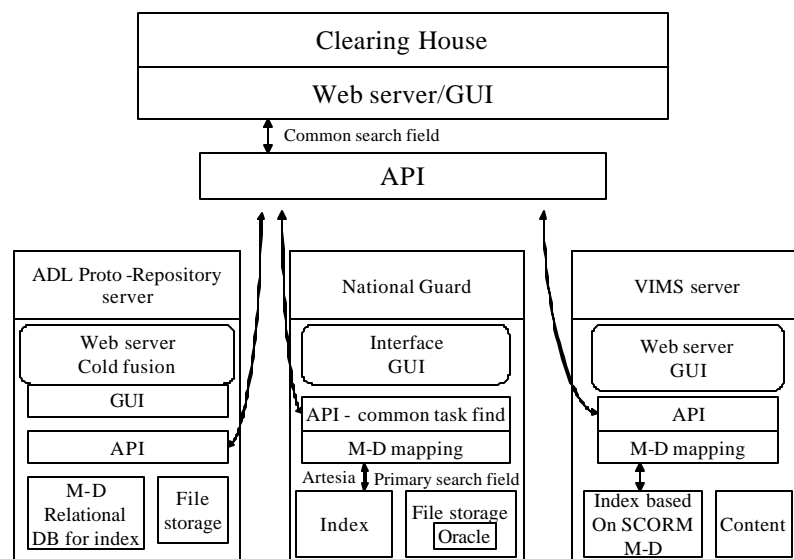 Clearing House
Web server/GUI
Common search field
API
ADL Proto -Repository
server
Web server
Cold fusion
GUI
API
M-D
Relational
DB for index
File
storage
National Guard
Interface
GUI
API - common task find
M-D mapping
Artesia
Primary search field
Index
File storage
Oracle
VIMS server
Web server
GUI
API
M-D mapping
Index based
On SCORM
M-D
Content